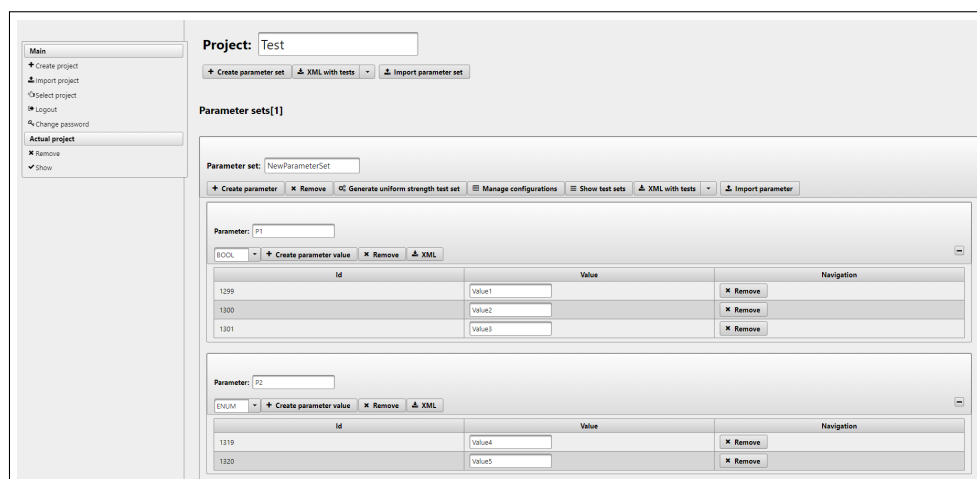 Main
Create project
Import project
Select project
Logout
Change password
Actual project
Remove
Show
Project: Test
Create parameter set XML with tests Import parameter set
Parameter sets[1]
Parameter set: NewParameterSet
Create parameter Remove Generate uniform strength test set Manage configurations Show test sets XML with tests Import parameter
Parameter: P1
BOOL Create parameter value Remove XML
Id Value Navigation
1299 Value1 Remove
1300 Value2 Remove
1301 Value3 Remove
Parameter: P2
ENUM Create parameter value Remove XML
Id Value Navigation
1319 Value4 Remove
1320 Value5 Remove